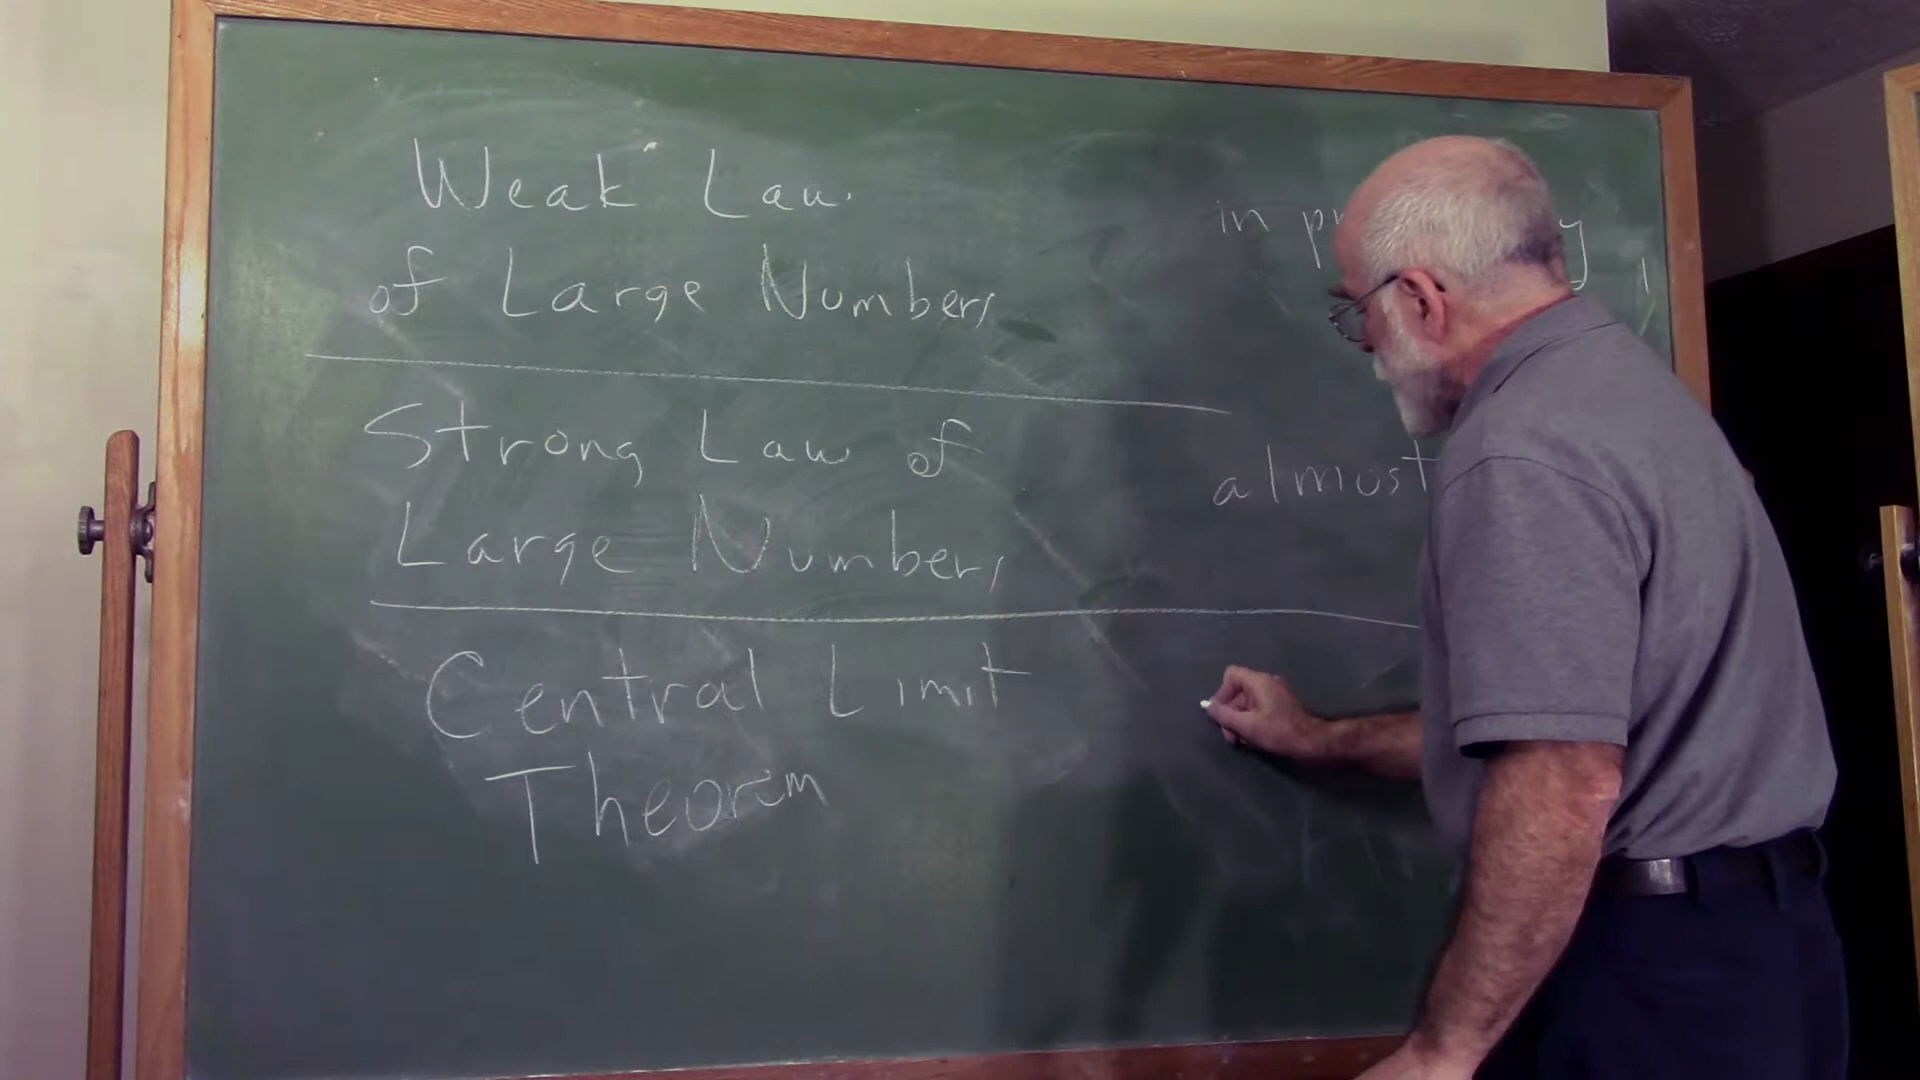 Weak Law
of Large Numbers
in
Strong Law of
Large Numbers
almost
Central Limit
Theorem